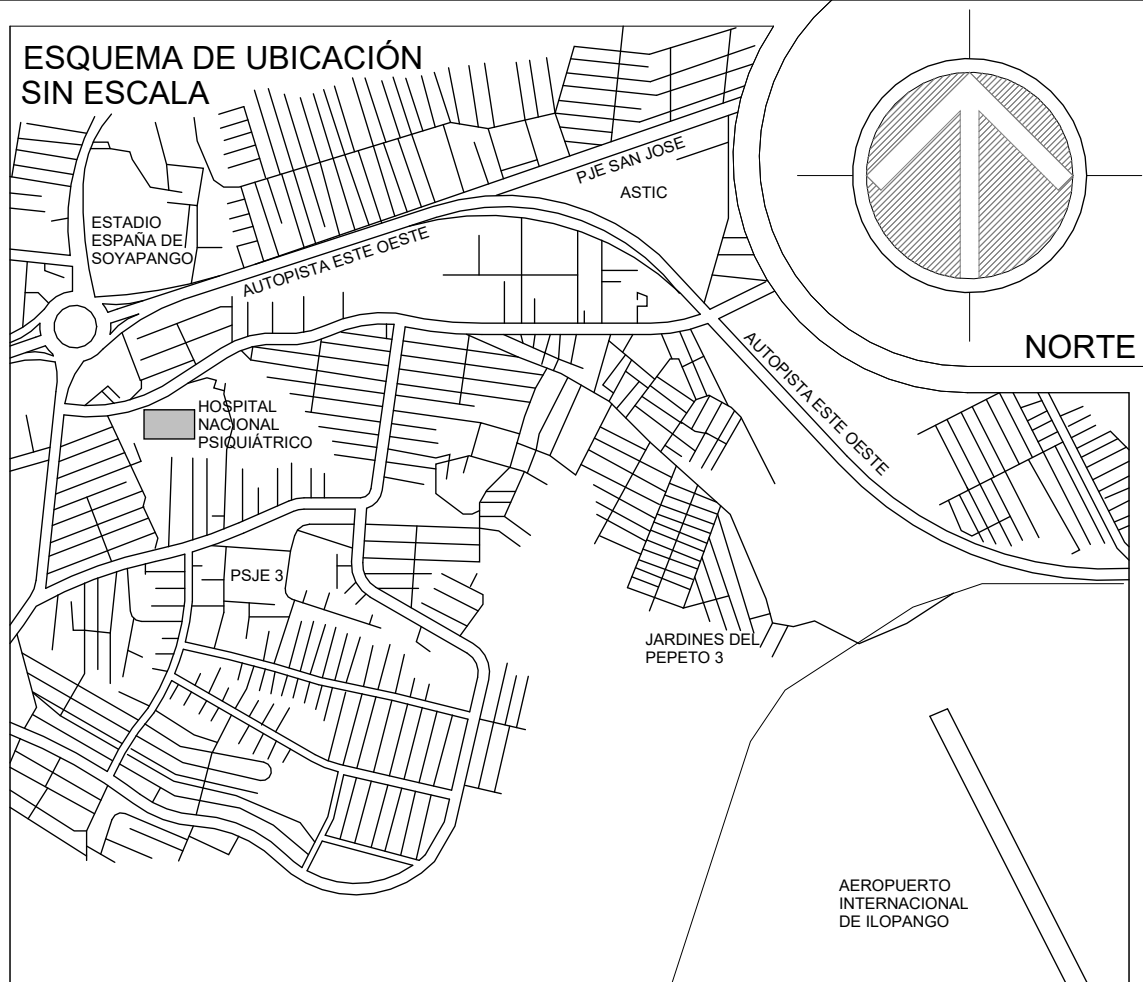 ESQUEMA DE UBICACIÓN
SIN ESCALA
PJE SAN JOSE
ASTIC
ESTADIO
ESPAÑA DE
SOYAPANGO
AUTOPISTA ESTE OESTE
NORTE
AUTOPISTA ESTE OESTE
HOSPITAL
NACIONAL
PSIQUIÁTRICO
PSJE 3
JARDINES DEL
PEPETO 3
AEROPUERTO
INTERNACIONAL
DE ILOPANGO